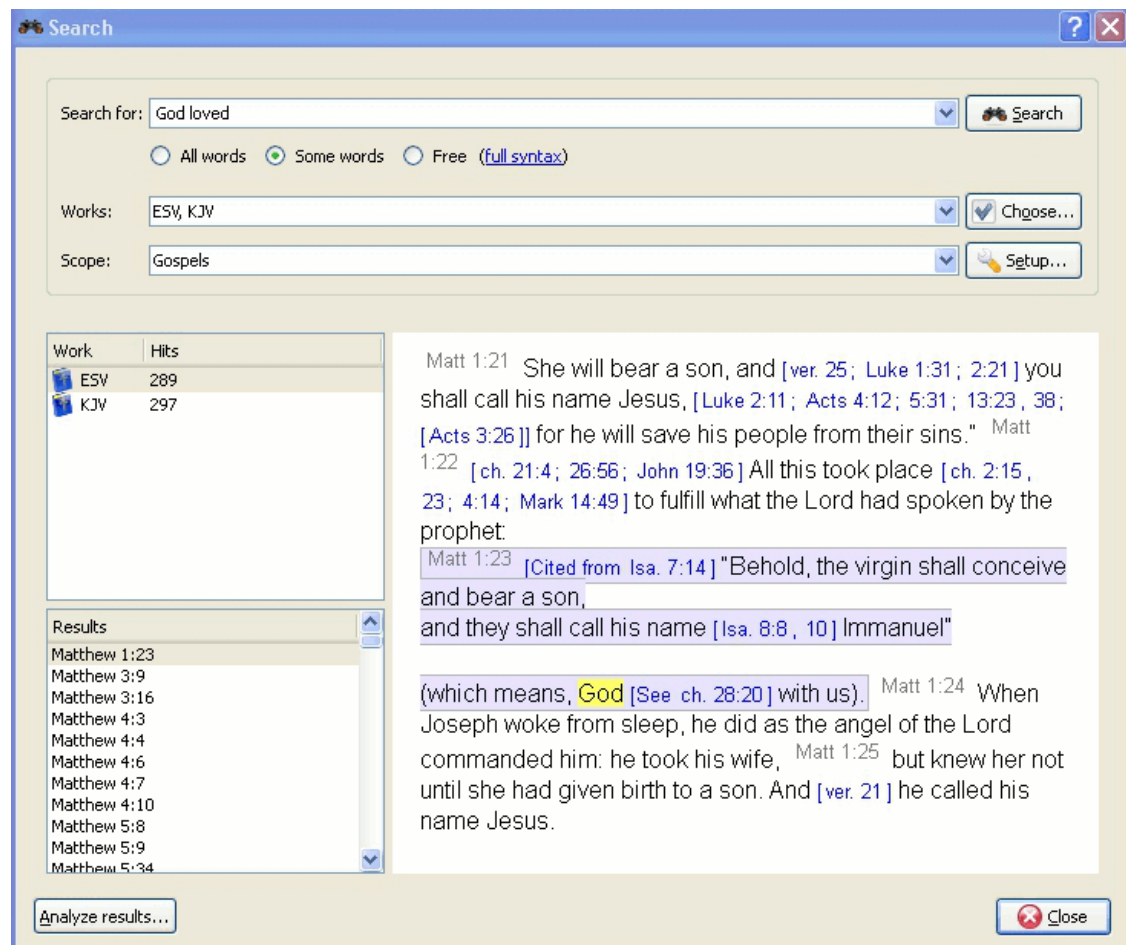 Search
Search for: God loved Search
All words Some words Free (full syntax)
Works: ESV, KJV Choose...
Scope: Gospels Setup...
Work Hits
ESV 289
KJV 297
Results
Matthew 1:23
Matthew 3:9
Matthew 3:16
Matthew 4:3
Matthew 4:4
Matthew 4:6
Matthew 4:7
Matthew 4:10
Matthew 5:8
Matthew 5:9
Matthew 5:34
Matt 1:21 She will bear a son, and [ver. 25; Luke 1:31; 2:21] you
shall call his name Jesus, [Luke 2:11; Acts 4:12; 5:31; 13:23, 38;
[Acts 3:26]] for he will save his people from their sins." Matt
1:22 [ch. 21:4; 26:56; John 19:36] All this took place [ch. 2:15,
23; 4:14; Mark 14:49] to fulfill what the Lord had spoken by the
prophet:
Matt 1:23 [Cited from Isa. 7:14] "Behold, the virgin shall conceive
and bear a son,
and they shall call his name [Isa. 8:8, 10] Immanuel"
(which means, God [See ch. 28:20] with us). Matt 1:24 When
Joseph woke from sleep, he did as the angel of the Lord
commanded him: he took his wife, Matt 1:25 but knew her not
until she had given birth to a son. And [ver. 21] he called his
name Jesus.
Analyze results... Close